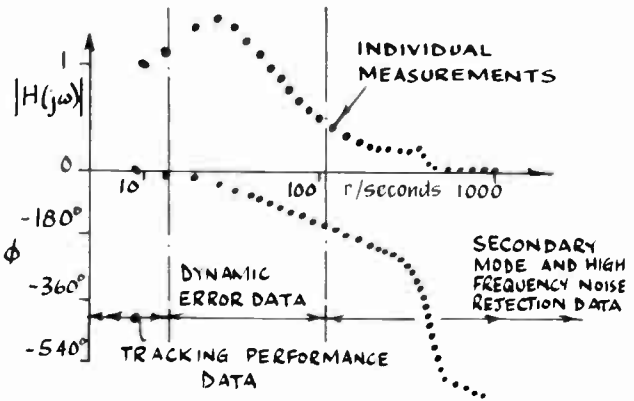 INDIVIDUAL
MEASUREMENTS
1
|H(jω)|
0
10
100
r/seconds
1000
-180°
ϕ
-360°
-540°
DYNAMIC
ERROR DATA
SECONDARY
MODE AND HIGH
FREQUENCY NOISE
REJECTION DATA
TRACKING PERFORMANCE
DATA